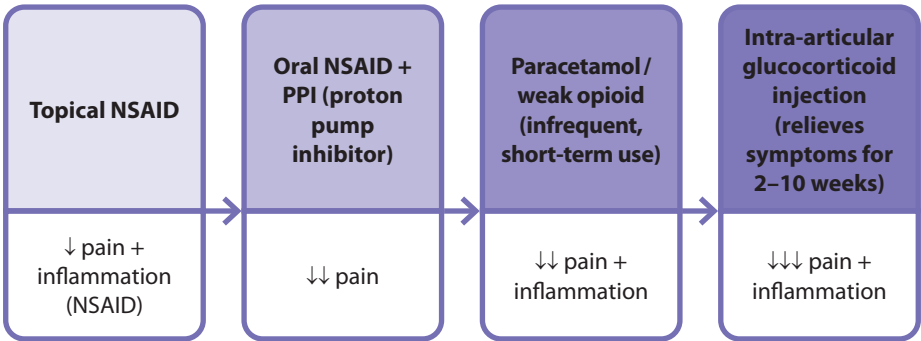 Topical NSAID
↓ pain +
inflammation
(NSAID)
Oral NSAID +
PPI (proton
pump
inhibitor)
↓↓ pain
Paracetamol/
weak opioid
(infrequent,
short-term use)
↓↓ pain +
inflammation
Intra-articular
glucocorticoid
injection
(relieves
symptoms for
2–10 weeks)
↓↓↓ pain +
inflammation